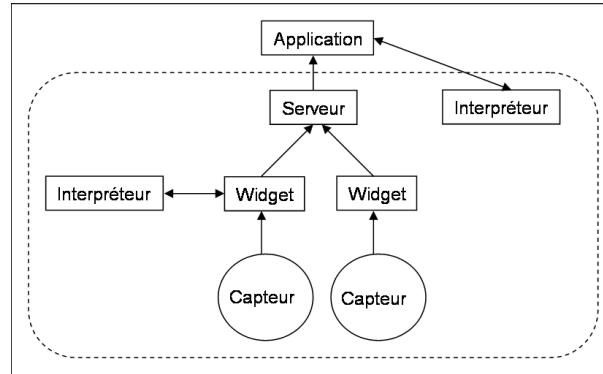 Application
Serveur
Interpréteur
Interpréteur
Widget
Widget
Capteur
Capteur